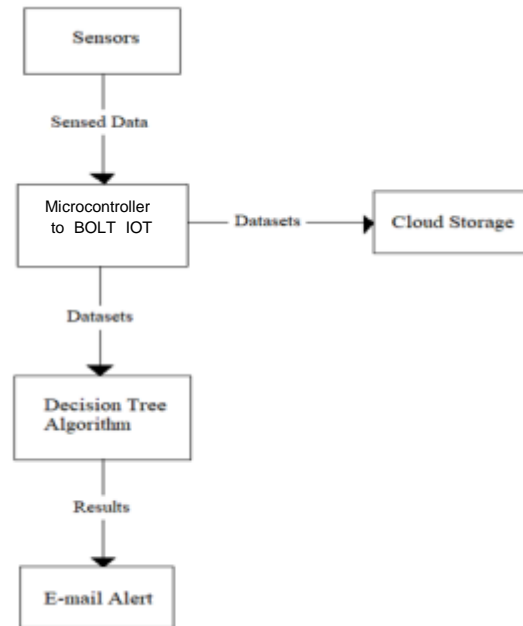 Sensors
Sensed Data
Microcontroller
to BOLT IOT
Datasets
Cloud Storage
Datasets
Decision Tree
Algorithm
Results
E-mail Alert